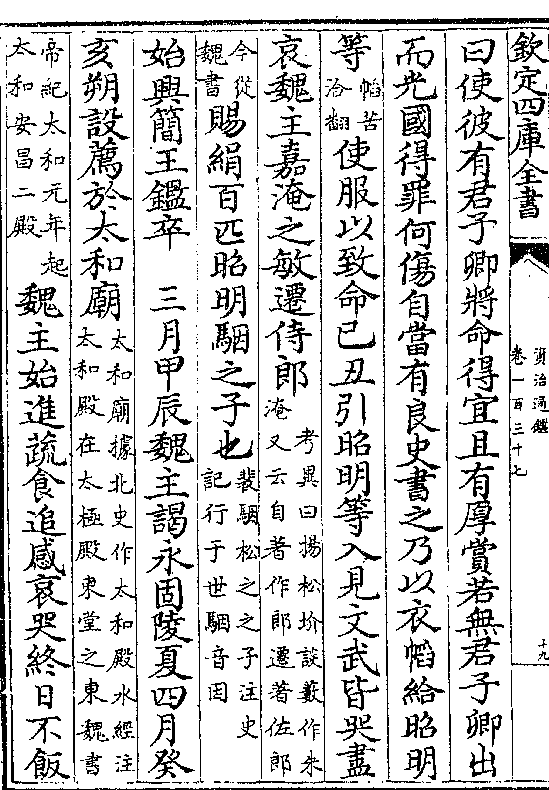 欽定四庫全書
資治通鑑
卷一百三十七
十九
曰使彼有君子卿將命得宜且有厚賞若無君子卿出
而光國得罪何傷自當有良史書之乃以衣㡊給昭明
等㡊苦洽翻使服以致命己丑引昭明等入見文武皆哭盡
哀魏主嘉淹之敏遷侍郎考異曰楊松玠談藪作朱淹又云自著作郎遷著佐郎
今從魏書賜絹百匹昭明駰之子也裴駰松之之子注史記行于世駰音因
始興簡王鑑卒 三月甲辰魏主謁永固陵夏四月癸
亥朔設薦於太和廟太和廟據北史作太和殿水經注太和殿在太極殿東堂之東魏書
帝紀太和元年起太和安昌二殿魏主始進蔬食追感哀哭終日不飯